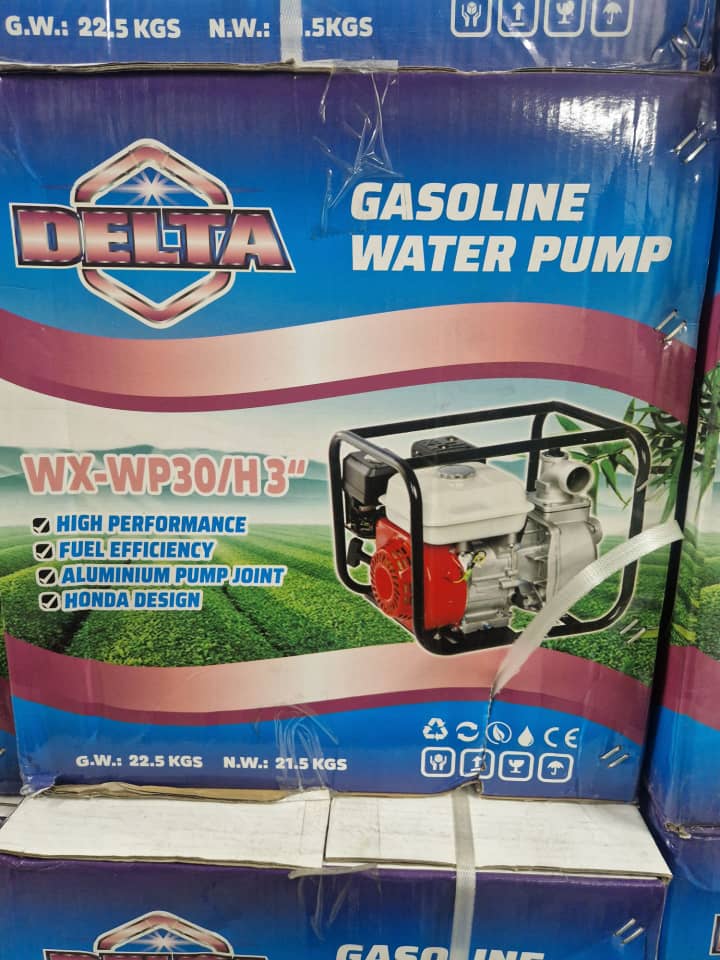 G.W.: 22.5 KGS N.W.: .5KGS
DELTA
GASOLINE
WATER PUMP
WX-WP30/H 3“
HIGH PERFORMANCE
FUEL EFFICIENCY
ALUMINIUM PUMP JOINT
HONDA DESIGN
CE
G.W.: 22.5 KGS N.W.: 21.5 KGS
DELTA
GASOLINE